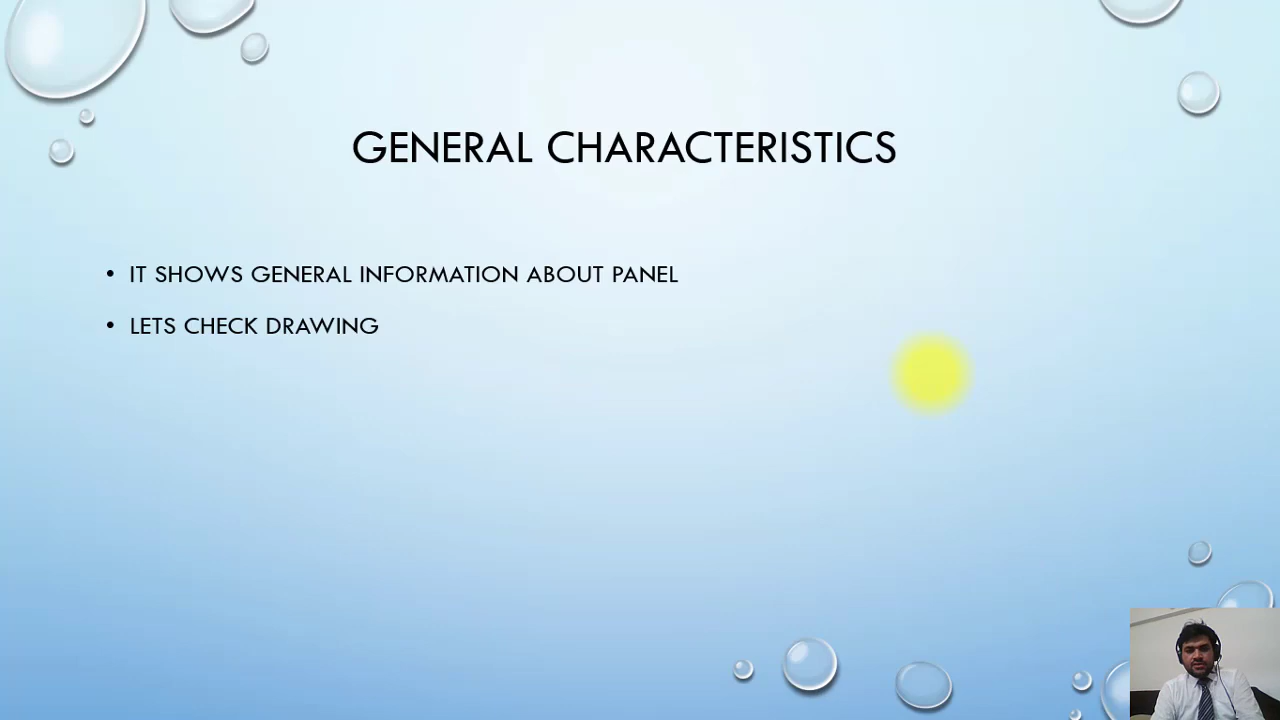 GENERAL CHARACTERISTICS
• IT SHOWS GENERAL INFORMATION ABOUT PANEL
• LETS CHECK DRAWING